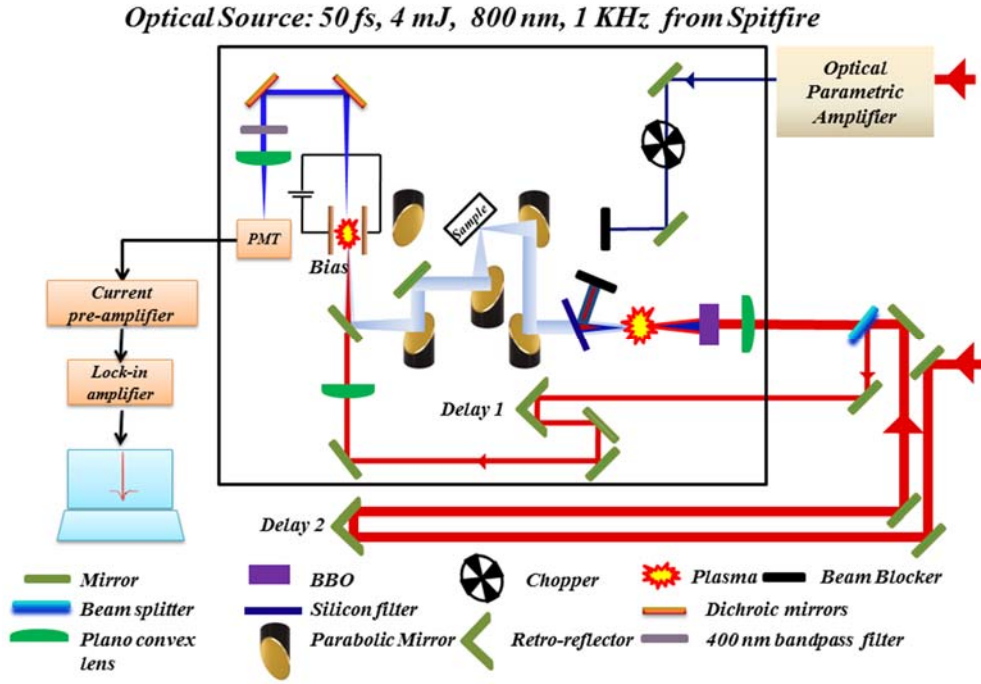 Optical Source: 50 fs, 4 mJ, 800 nm, 1 KHz from Spitfire
Optical
Parametric
Amplifier
Sample
PMT
Bias
Current
pre-amplifier
Lock-in
amplifier
Delay 1
Delay 2
Mirror
BBO
Chopper
Plasma
Beam Blocker
Beam splitter
Silicon filter
Dichroic mirrors
Plano convex
lens
Parabolic Mirror
Retro-reflector
400 nm bandpass filter